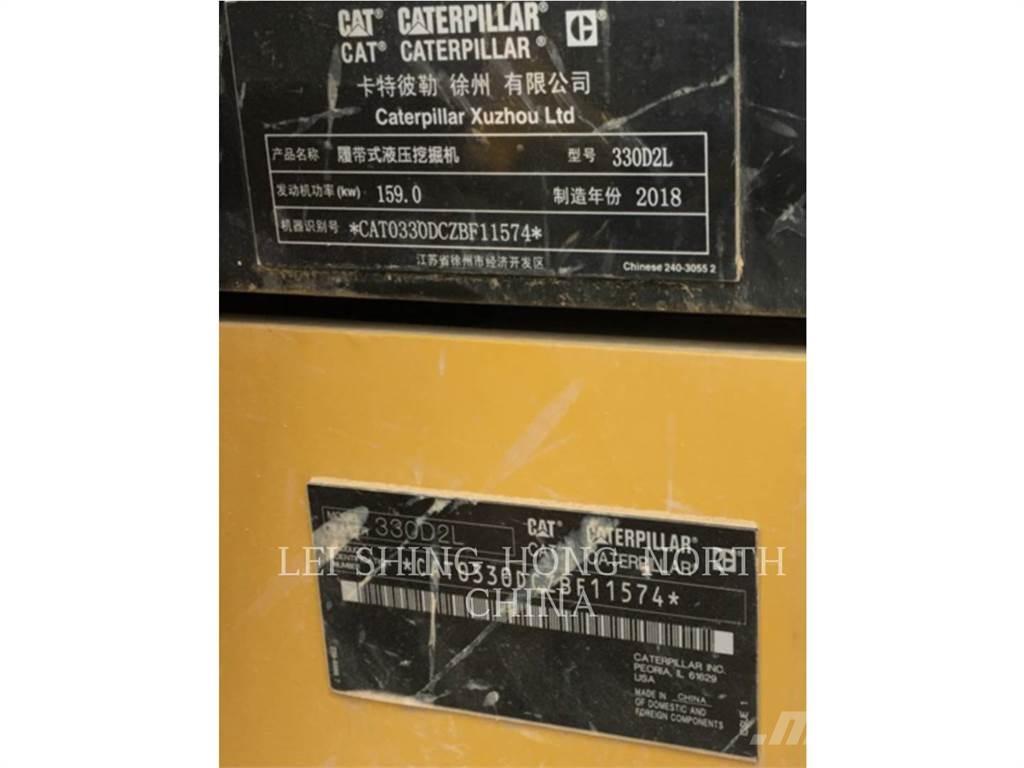 CAT® CATERPILLAR®
CAT® CATERPILLAR®
卡特彼勒 徐州 有限公司
Caterpillar Xuzhou Ltd
产品名称 履带式液压挖掘机 型号 330D2L
发动机功率(kw) 159.0 制造年份 2018
机器识别号 *CAT0330DCZBF11574*
江苏省徐州市经济开发区 Chinese 240-3055 2
330D2L CAT® CATERPILLAR
CATERPILLAR
NUMBER *CAT0330DCZBF11574*
LEI SHING HONG NORTH
CHINA
CATERPILLAR INC.
PEORIA, IL 61629
USA
MADE IN CHINA
OF DOMESTIC AND
FOREIGN COMPONENTS